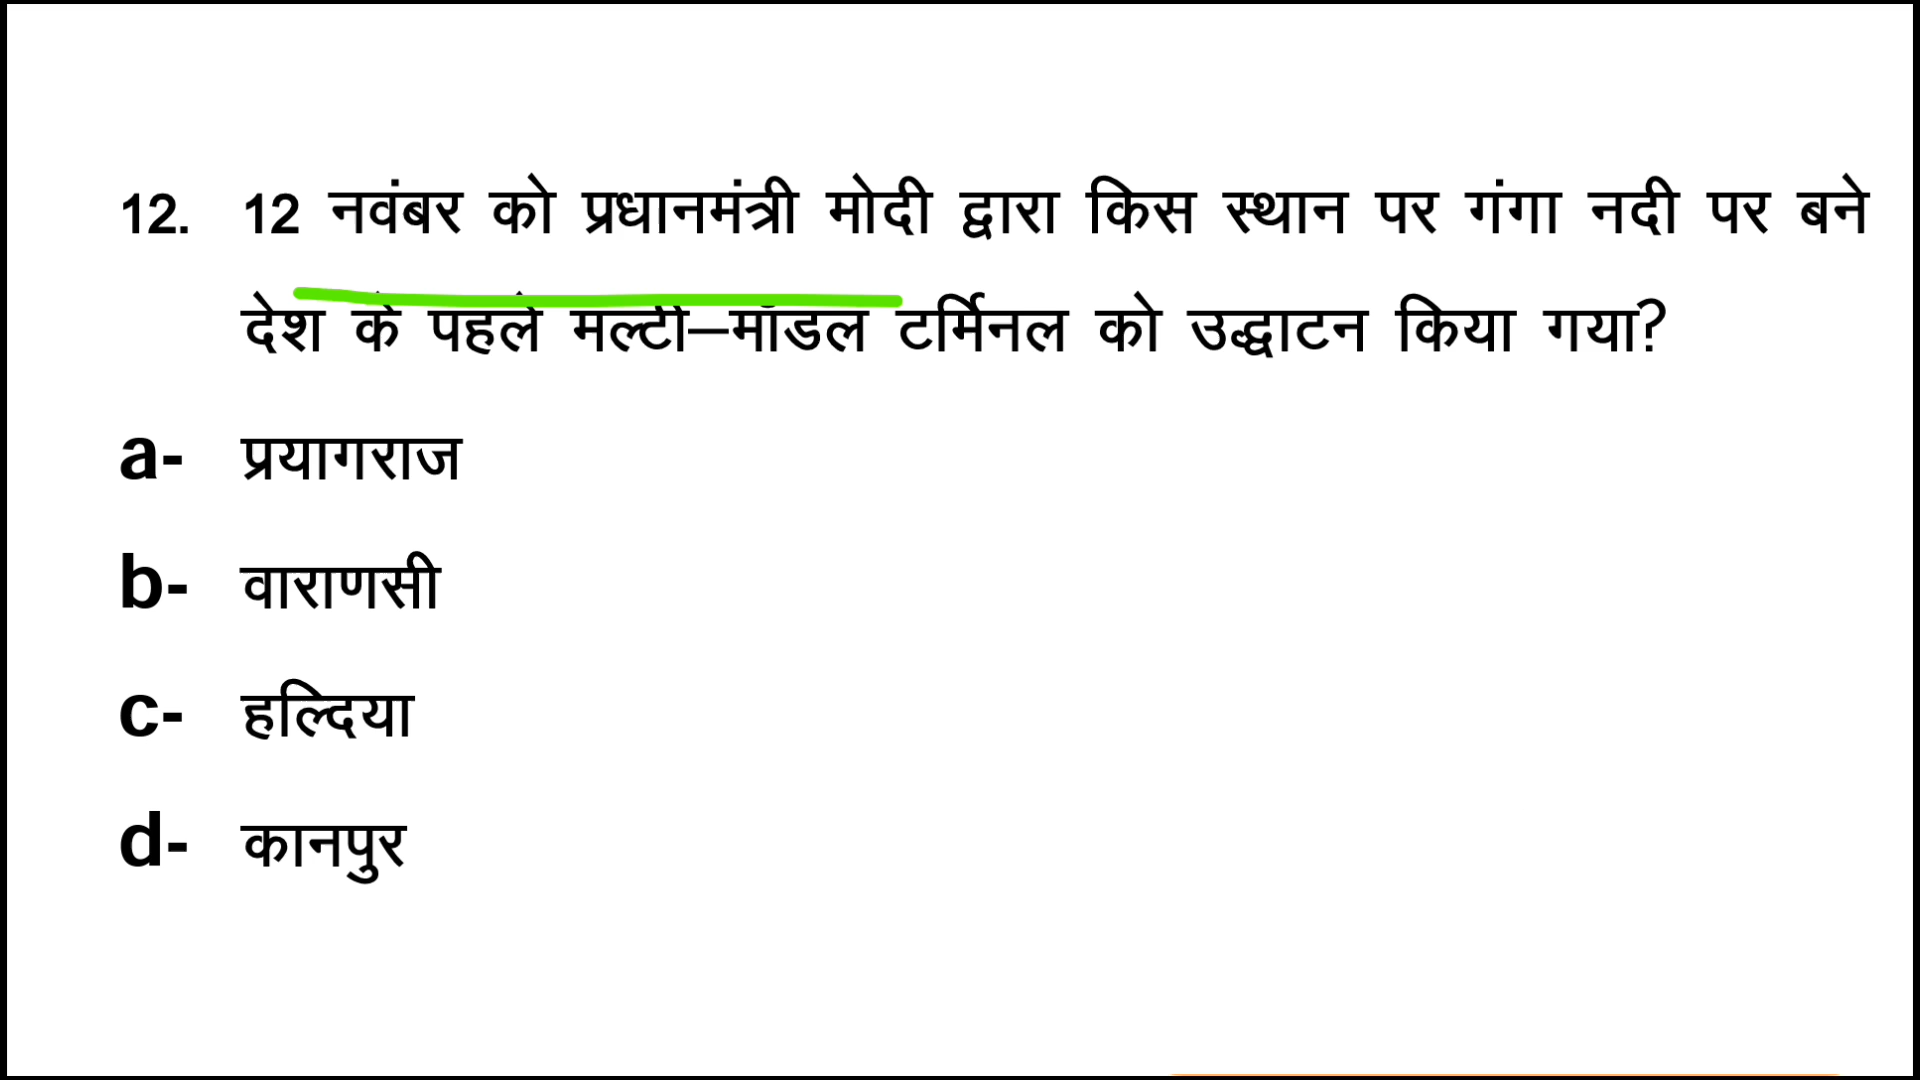 12. 12 नवंबर को प्रधानमंत्री मोदी द्वारा किस स्थान पर गंगा नदी पर बने
देश के पहले मल्टी–मॉडल टर्मिनल को उद्घाटन किया गया?
a- प्रयागराज
b- वाराणसी
c- हल्दिया
d- कानपुर